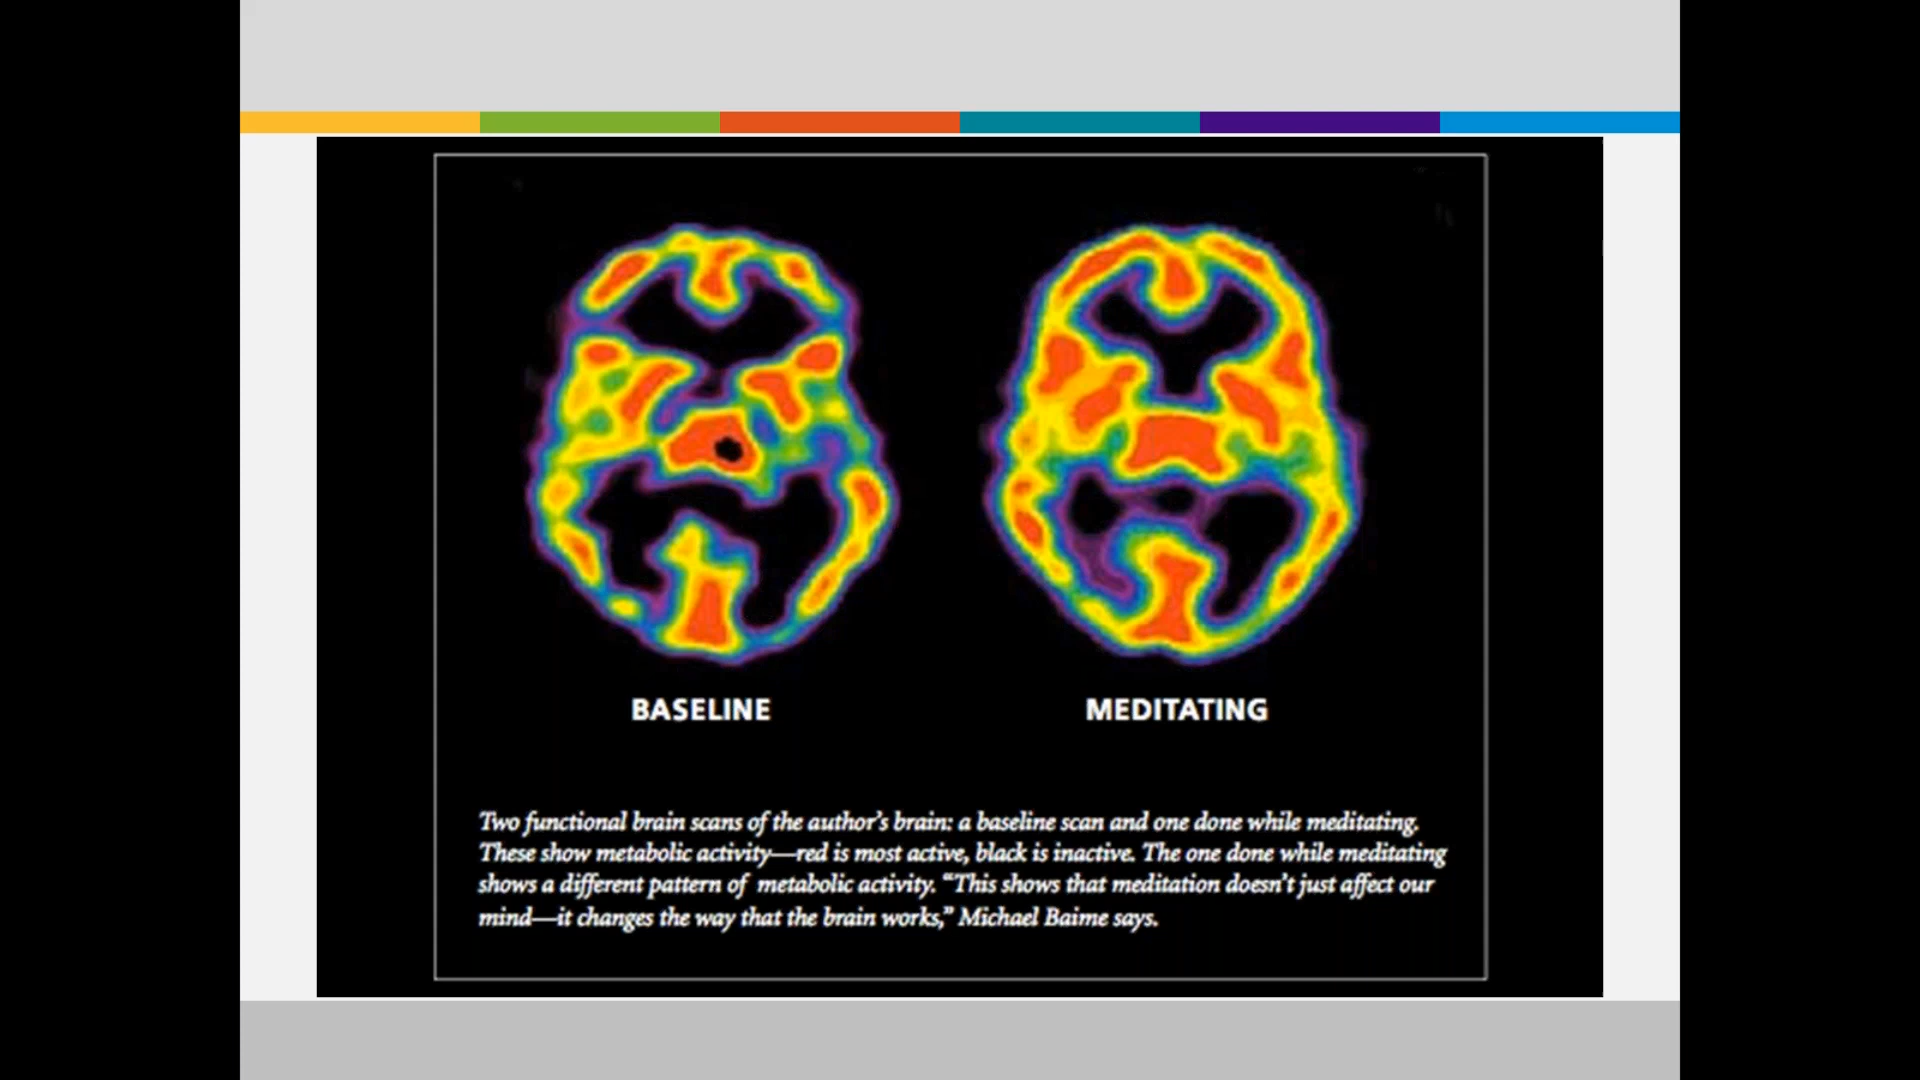 BASELINE
MEDITATING
Two functional brain scans of the author's brain: a baseline scan and one done while meditating.
These show metabolic activity—red is most active, black is inactive. The one done while meditating
shows a different pattern of metabolic activity. “This shows that meditation doesn't just affect our
mind—it changes the way that the brain works,” Michael Baime says.